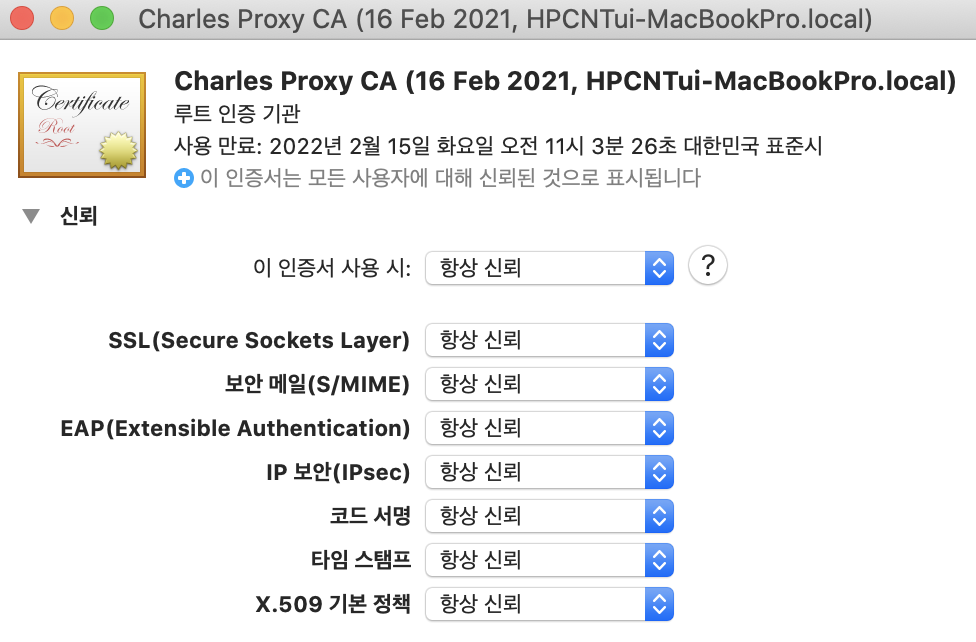 Charles Proxy CA (16 Feb 2021, HPCNTui-MacBookPro.local)
Certificate
Root
Charles Proxy CA (16 Feb 2021, HPCNTui-MacBookPro.local)
루트 인증 기관
사용 만료: 2022년 2월 15일 화요일 오전 11시 3분 26초 대한민국 표준시
이 인증서는 모든 사용자에 대해 신뢰된 것으로 표시됩니다
신뢰
이 인증서 사용 시: 항상 신뢰 ?
SSL(Secure Sockets Layer) 항상 신뢰
보안 메일(S/MIME) 항상 신뢰
EAP(Extensible Authentication) 항상 신뢰
IP 보안(IPsec) 항상 신뢰
코드 서명 항상 신뢰
타임 스탬프 항상 신뢰
X.509 기본 정책 항상 신뢰